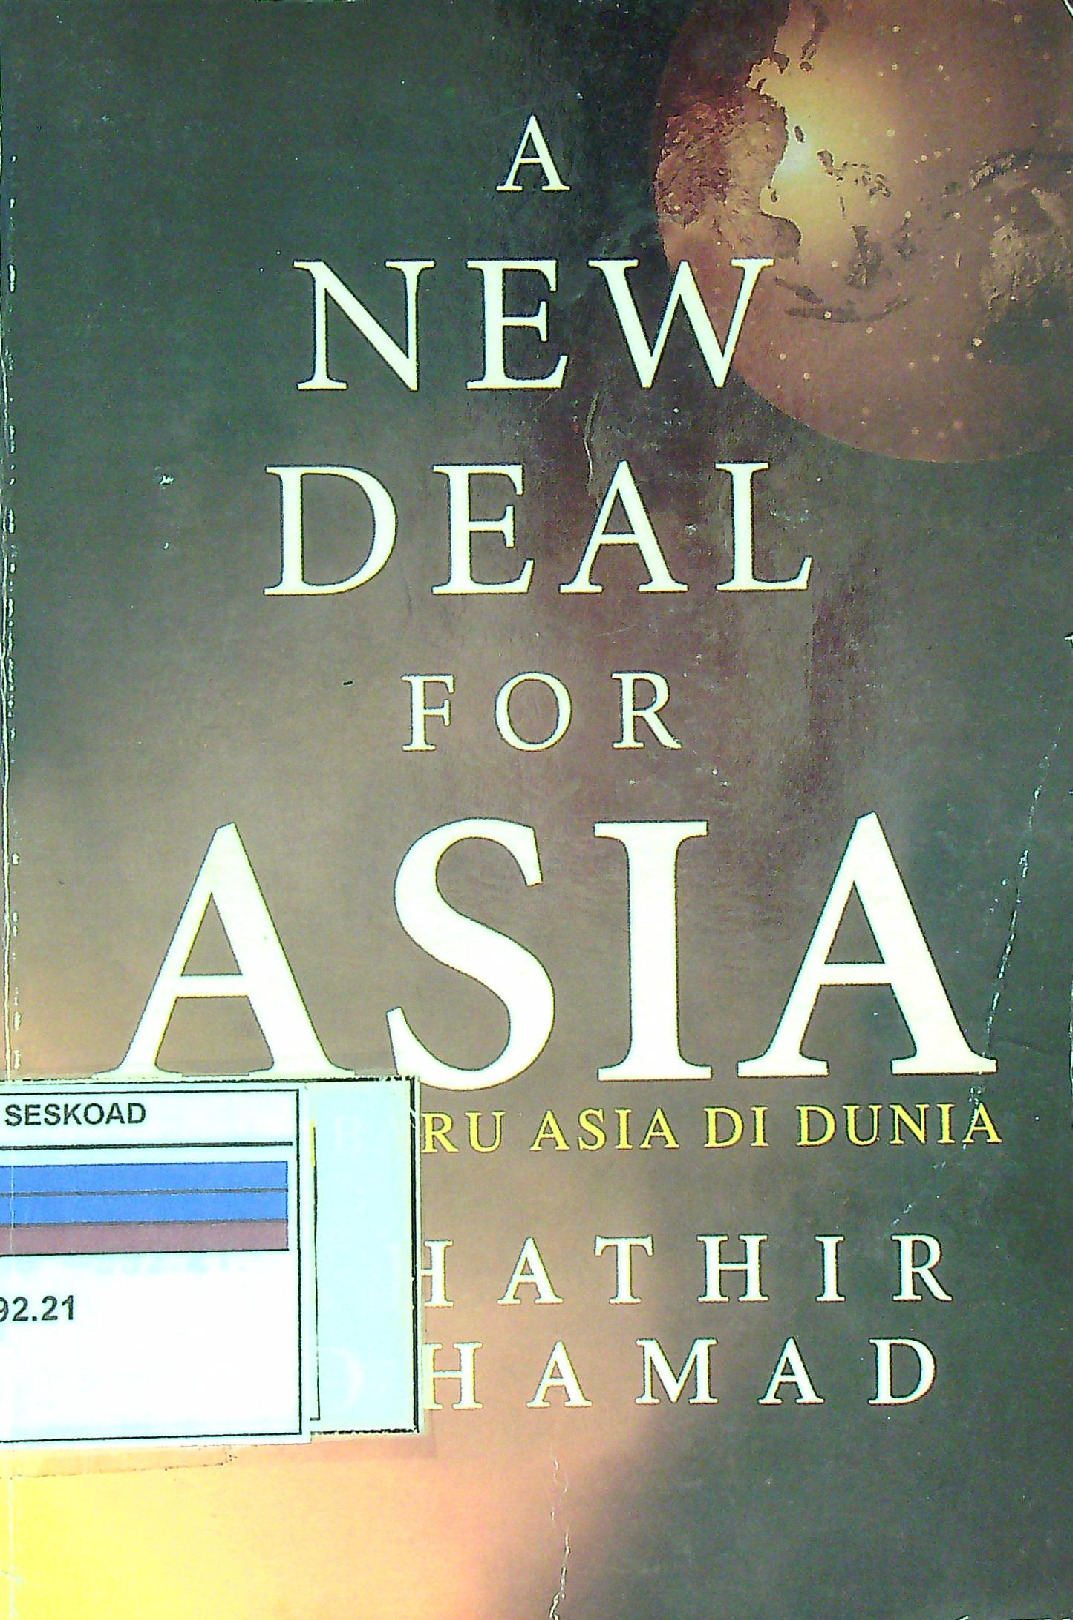 A
NEW
DEAL
FOR
ASIA
SESKOAD
RU ASIA DI DUNIA
HATHIR
92.21
HAMAD